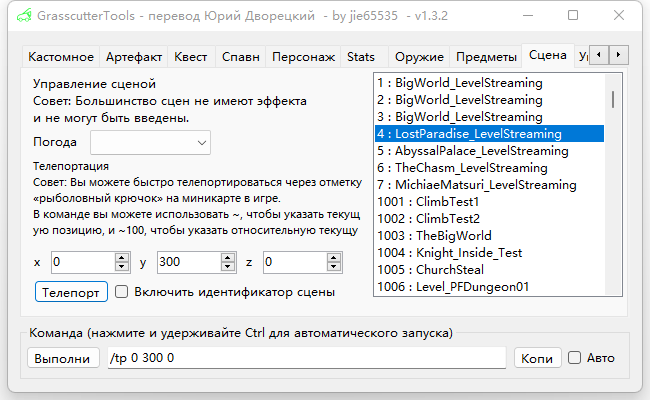 GrasscutterTools - перевод Юрий Дворецкий - by jie65535 - v1.3.2
Кастомное Артефакт Квест Спавн Персонаж Stats Оружие Предметы Сцена
Управление сценой
Совет: Большинство сцен не имеют эффекта
и не могут быть введены.
Погода
Телепортация
Совет: Вы можете быстро телепортироваться через отметку
«рыболовный крючок» на миникарте в игре.
В команде вы можете использовать ~, чтобы указать текущ
ую позицию, и ~100, чтобы указать относительную текущу
x 0 y 300 z 0
Телепорт Включить идентификатор сцены
1 : BigWorld_LevelStreaming
2 : BigWorld_LevelStreaming
3 : BigWorld_LevelStreaming
4 : LostParadise_LevelStreaming
5 : AbyssalPalace_LevelStreaming
6 : TheChasm_LevelStreaming
7 : MichiaeMatsuri_LevelStreaming
1001 : ClimbTest1
1002 : ClimbTest2
1003 : TheBigWorld
1004 : Knight_Inside_Test
1005 : ChurchSteal
1006 : Level_PFDungeon01
Команда (нажмите и удерживайте Ctrl для автоматического запуска)
Выполни /tp 0 300 0 Копи Авто